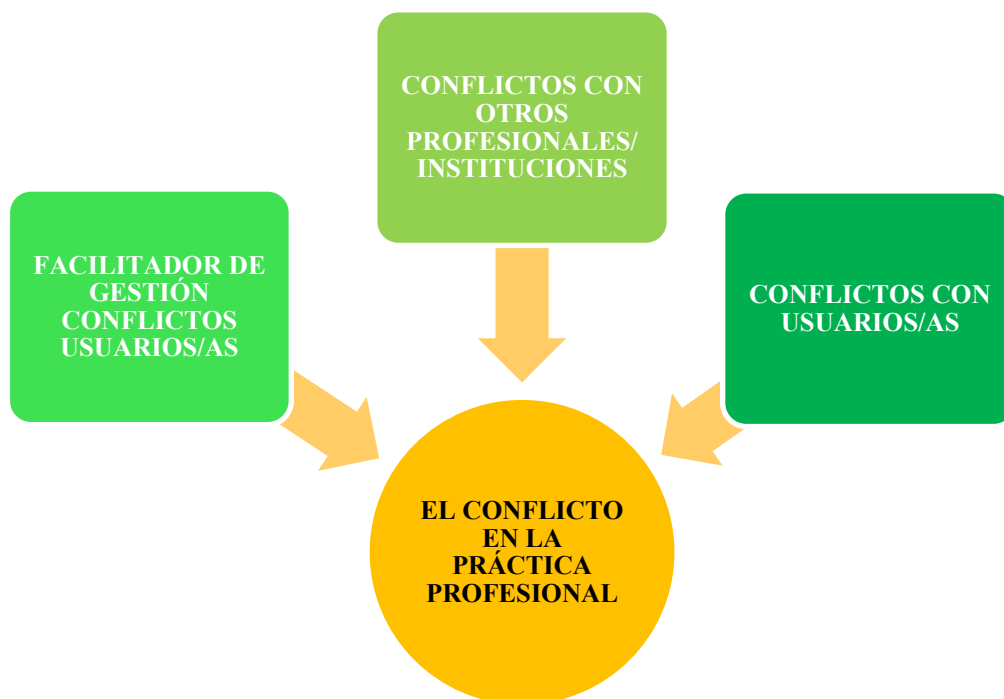 CONFLICTOS CON
OTROS
PROFESIONALES/
INSTITUCIONES
FACILITADOR DE
GESTIÓN
CONFLICTOS
USUARIOS/AS
CONFLICTOS CON
USUARIOS/AS
EL CONFLICTO
EN LA
PRÁCTICA
PROFESIONAL